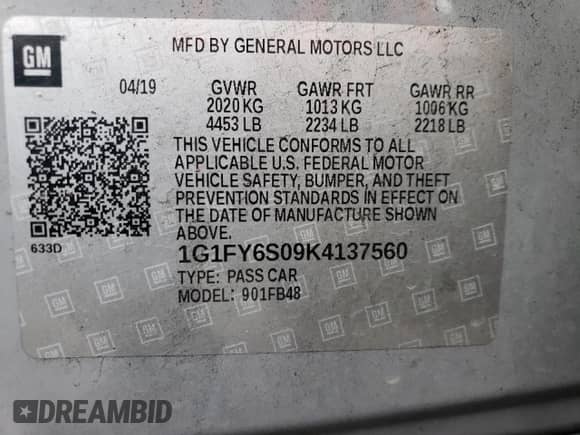 GM
MFD BY GENERAL MOTORS LLC
04/19 GVWR GAWR FRT GAWR RR
2020 KG 1013 KG 1006 KG
4453 LB 2234 LB 2218 LB
THIS VEHICLE CONFORMS TO ALL
APPLICABLE U.S. FEDERAL MOTOR
VEHICLE SAFETY, BUMPER, AND THEFT
PREVENTION STANDARDS IN EFFECT ON
THE DATE OF MANUFACTURE SHOWN
ABOVE.
633D
1G1FY6S09K4137560
TYPE: PASS CAR
MODEL: 901FB48
DREAMBID